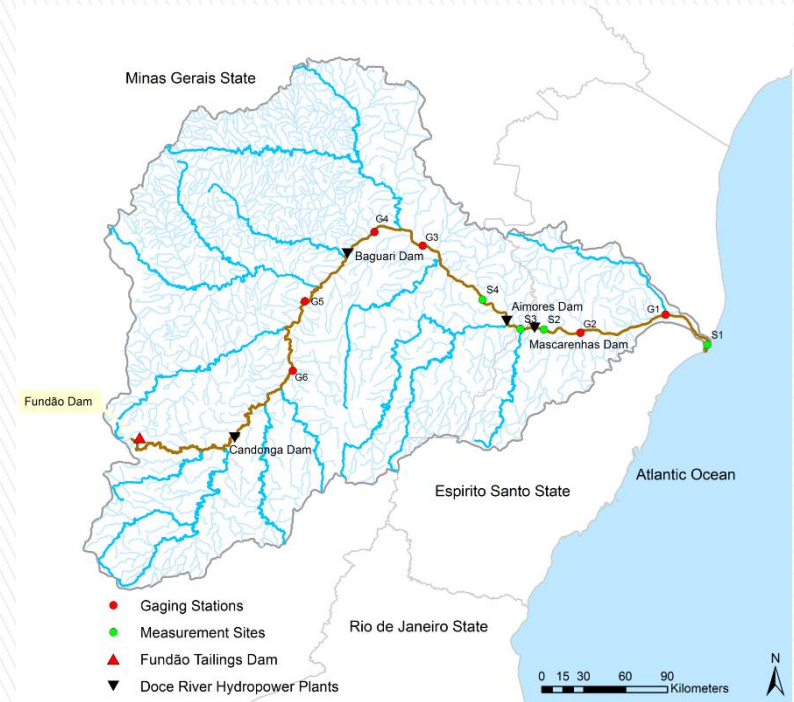 Minas Gerais State
G4
G3
Baguari Dam
S4
G5
Aimores Dam
G1
S3
S2
G2
S1
Mascarenhas Dam
G6
Fundão Dam
Candonga Dam
Atlantic Ocean
Espirito Santo State
Gaging Stations
Measurement Sites
Rio de Janeiro State
Fundão Tailings Dam
Doce River Hydropower Plants
N
0 15 30 60 90
Kilometers